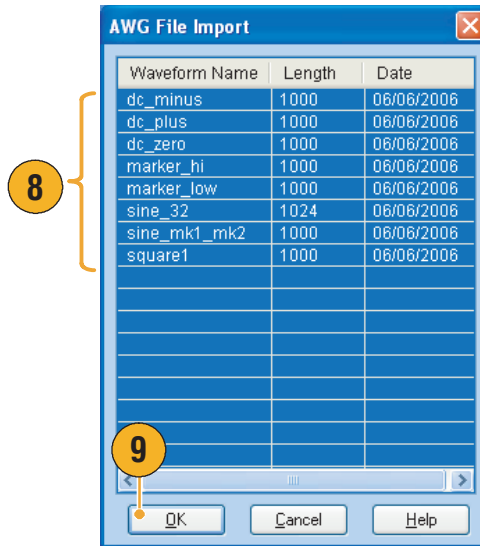 AWG File Import
Waveform Name Length Date
dc_minus 1000 06/06/2006
dc_plus 1000 06/06/2006
dc_zero 1000 06/06/2006
marker_hi 1000 06/06/2006
marker_low 1000 06/06/2006
sine_32 1024 06/06/2006
sine_mk1_mk2 1000 06/06/2006
square1 1000 06/06/2006
8
9
OK Cancel Help